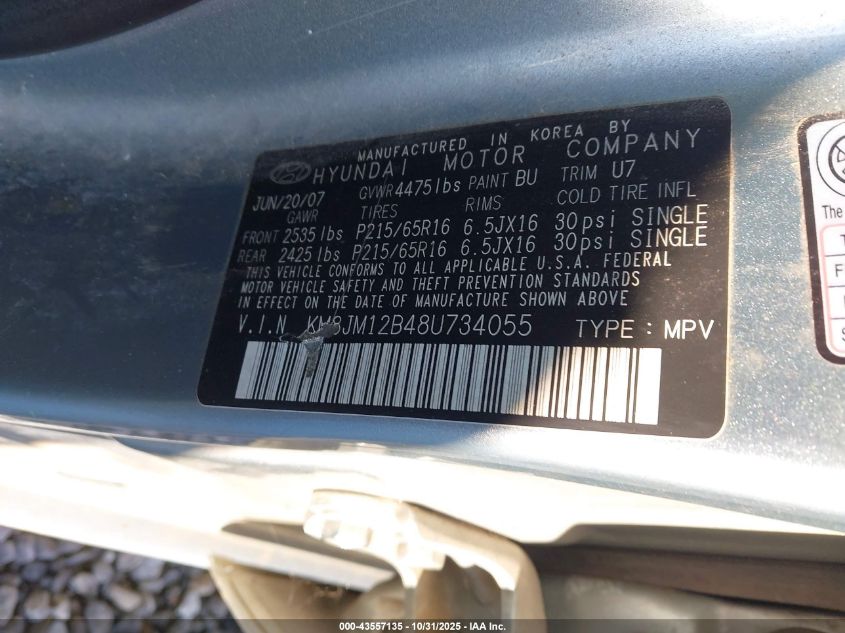 MANUFACTURED IN KOREA BY
HYUNDAI MOTOR COMPANY
JUN/20/07 GVWR 4475 lbs PAINT BU TRIM U7
GAWR TIRES RIMS COLD TIRE INFL
FRONT 2535 lbs P215/65R16 6.5JX16 30psi SINGLE
REAR 2425 lbs P215/65R16 6.5JX16 30psi SINGLE
THIS VEHICLE CONFORMS TO ALL APPLICABLE U.S.A. FEDERAL
MOTOR VEHICLE SAFETY AND THEFT PREVENTION STANDARDS
IN EFFECT ON THE DATE OF MANUFACTURE SHOWN ABOVE
V.I.N KM8JM12B48U734055 TYPE : MPV
The
000-43557135 - 10/31/2025 - IAA Inc.